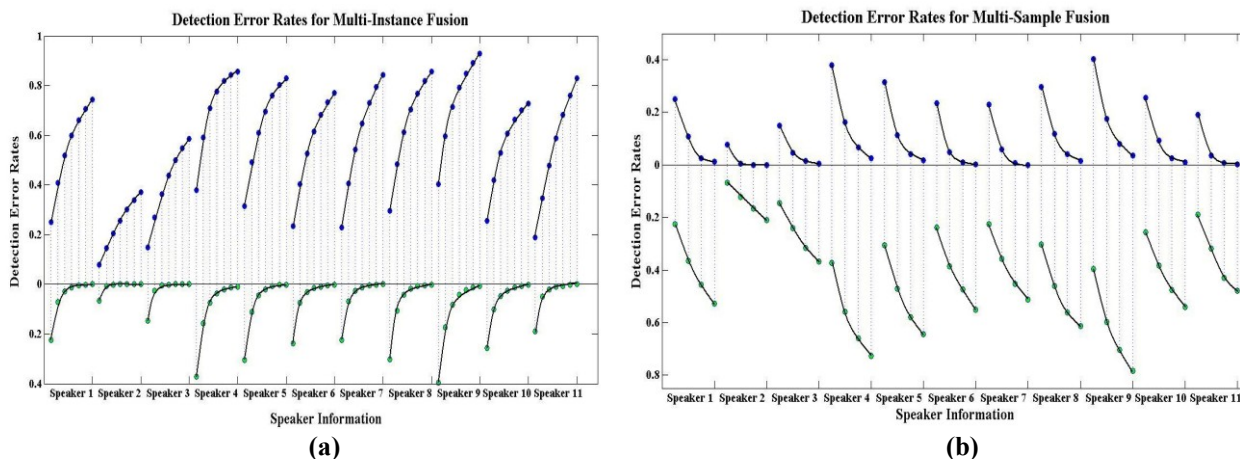 Detection Error Rates for Multi-Instance Fusion
Detection Error Rates
1
0.8
0.6
0.4
0.2
0
0.2
0.4
Speaker 1 Speaker 2 Speaker 3 Speaker 4 Speaker 5 Speaker 6 Speaker 7 Speaker 8 Speaker 9 Speaker 10 Speaker 11
Speaker Information
(a)
Detection Error Rates for Multi-Sample Fusion
Detection Error Rates
0.4
0.2
0
0.2
0.4
0.6
0.8
Speaker 1 Speaker 2 Speaker 3 Speaker 4 Speaker 5 Speaker 6 Speaker 7 Speaker 8 Speaker 9 Speaker 10 Speaker 11
Speaker Information
(b)